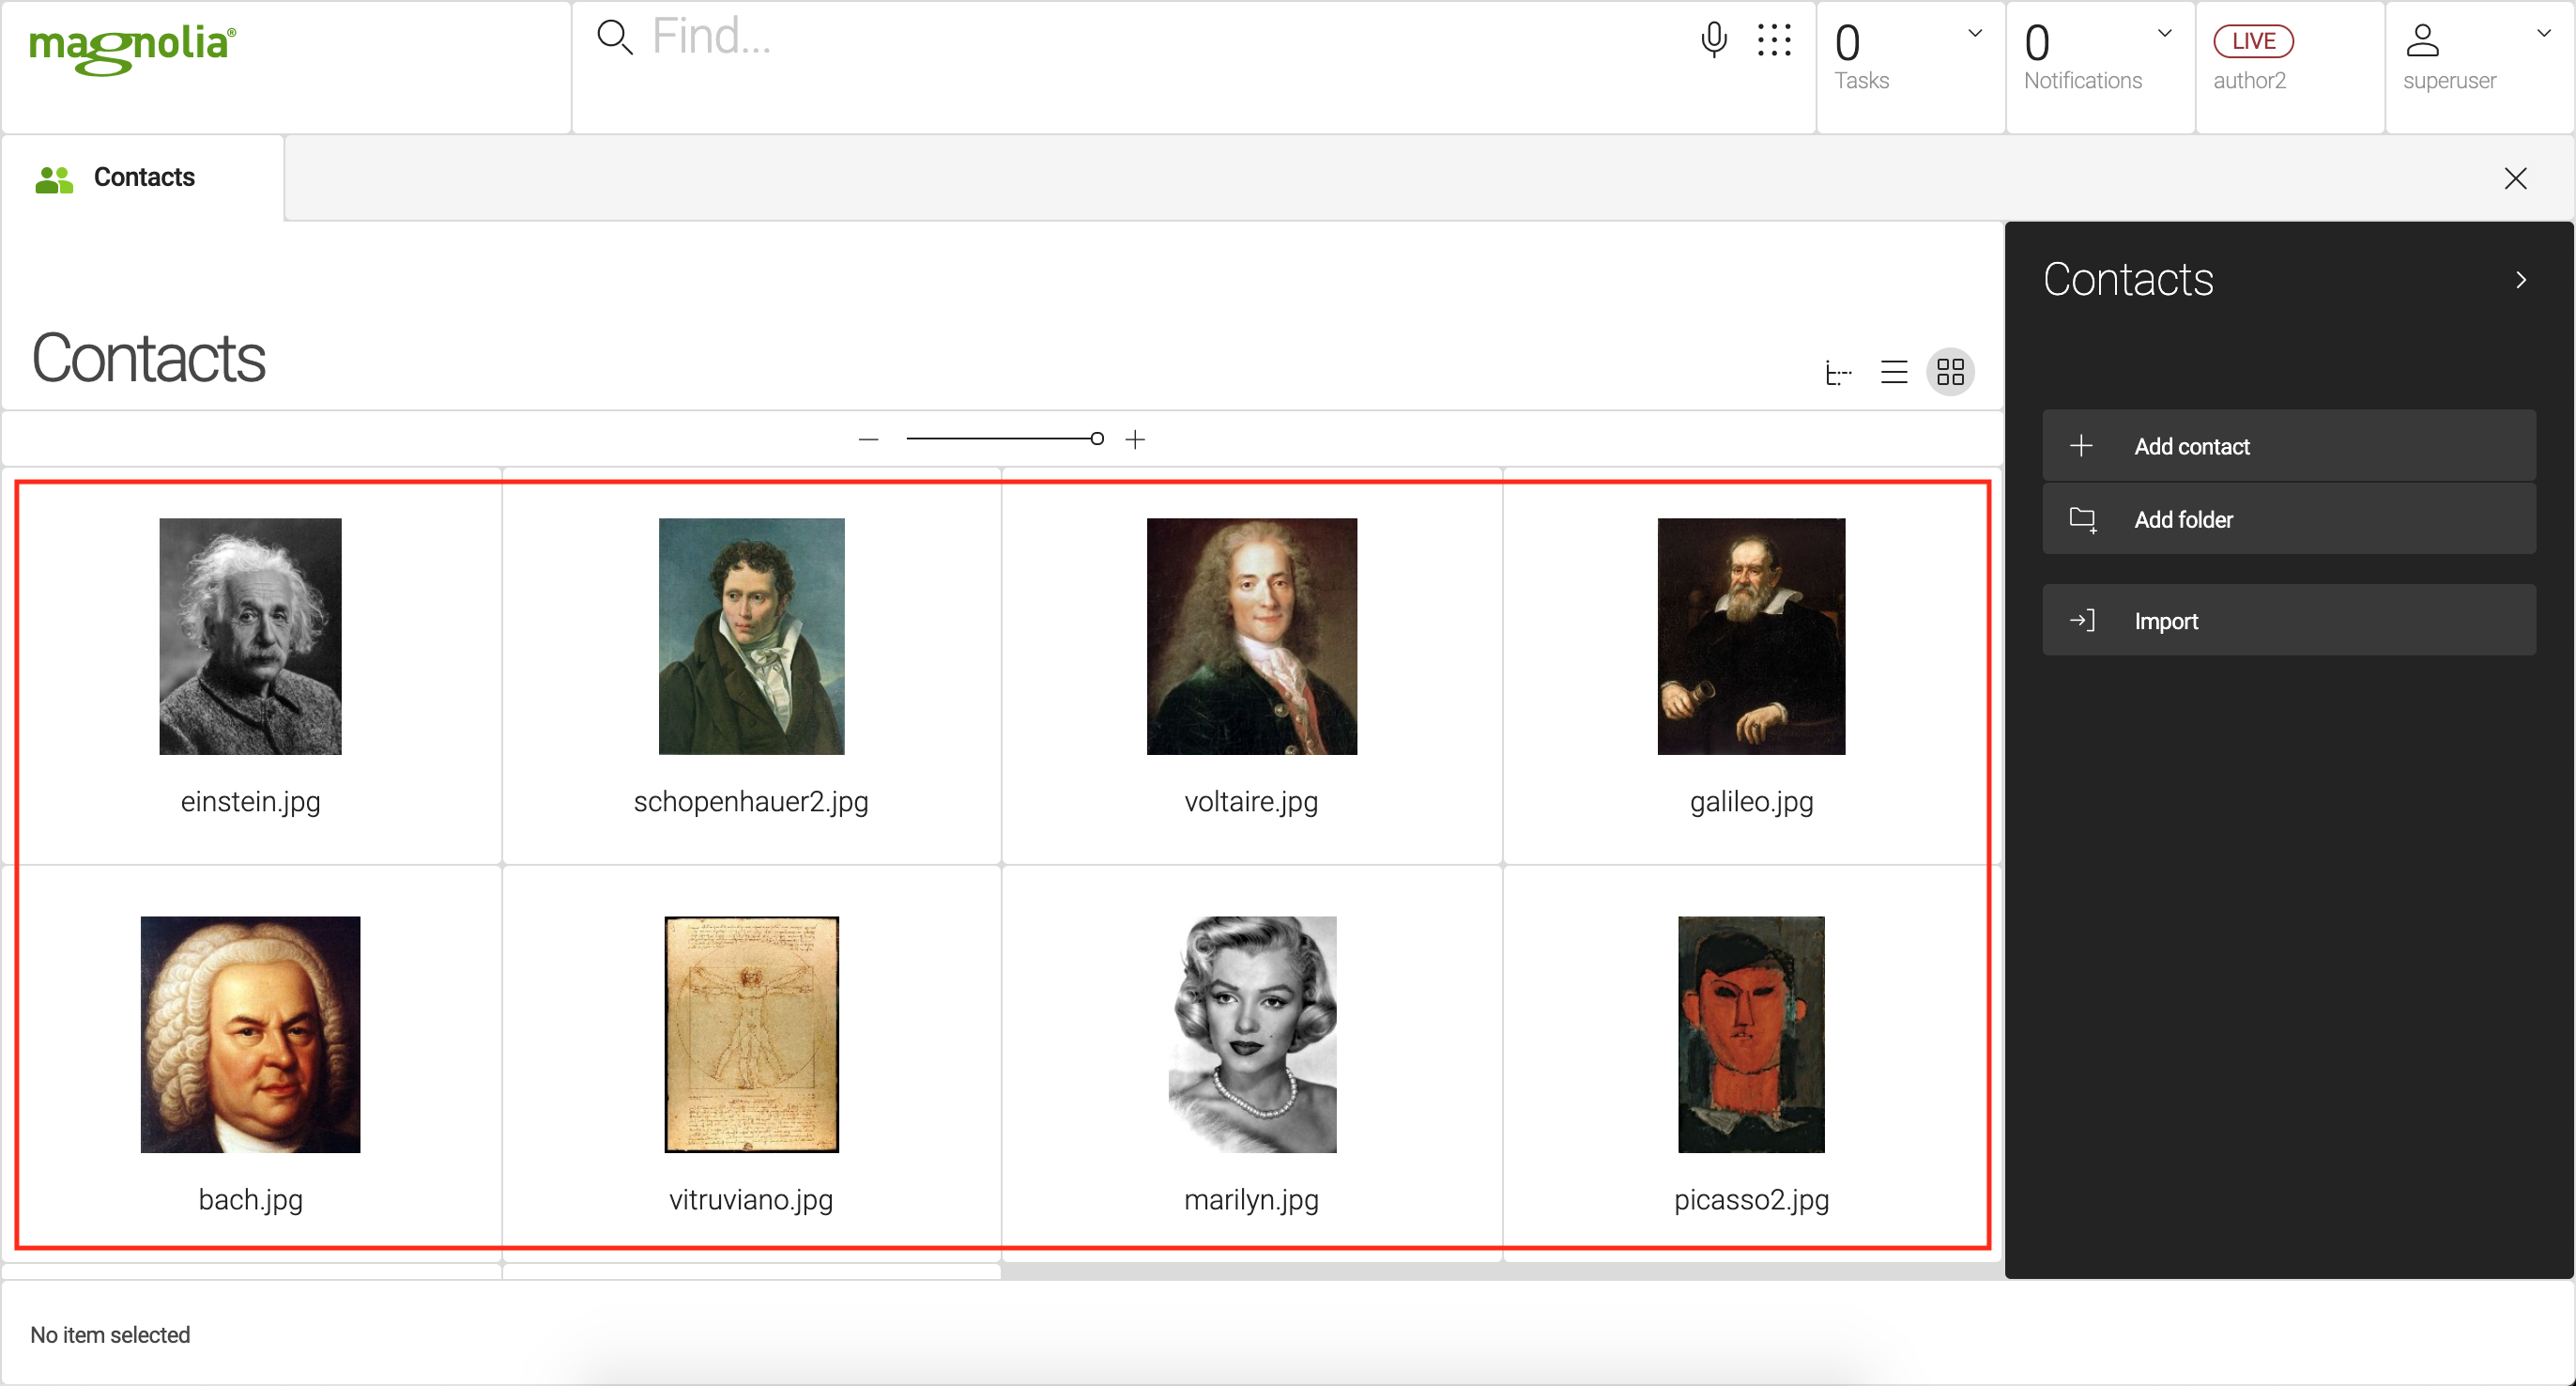 magnolia®
Find...
0
Tasks
0
Notifications
LIVE
author2
superuser
Contacts
Contacts
Contacts
Add contact
Add folder
Import
einstein.jpg
schopenhauer2.jpg
voltaire.jpg
galileo.jpg
bach.jpg
vitruviano.jpg
marilyn.jpg
picasso2.jpg
No item selected